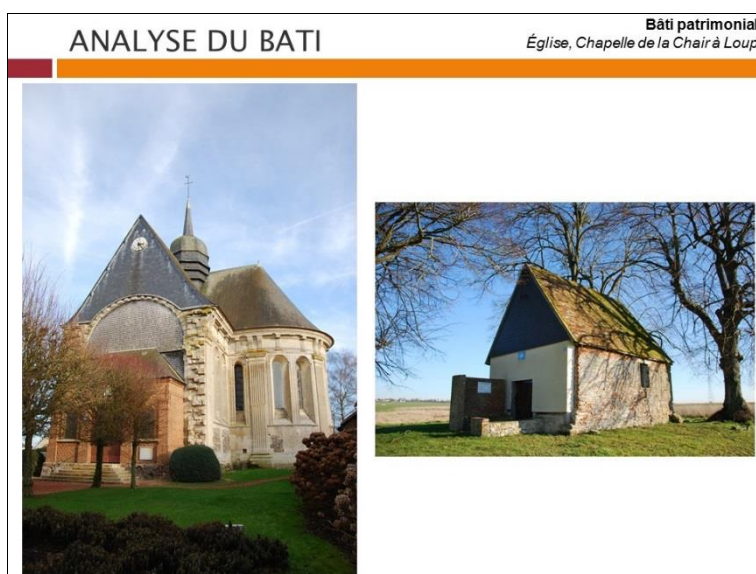 ANALYSE DU BATI
Bâti patrimonial
Église, Chapelle de la Chair à Loup